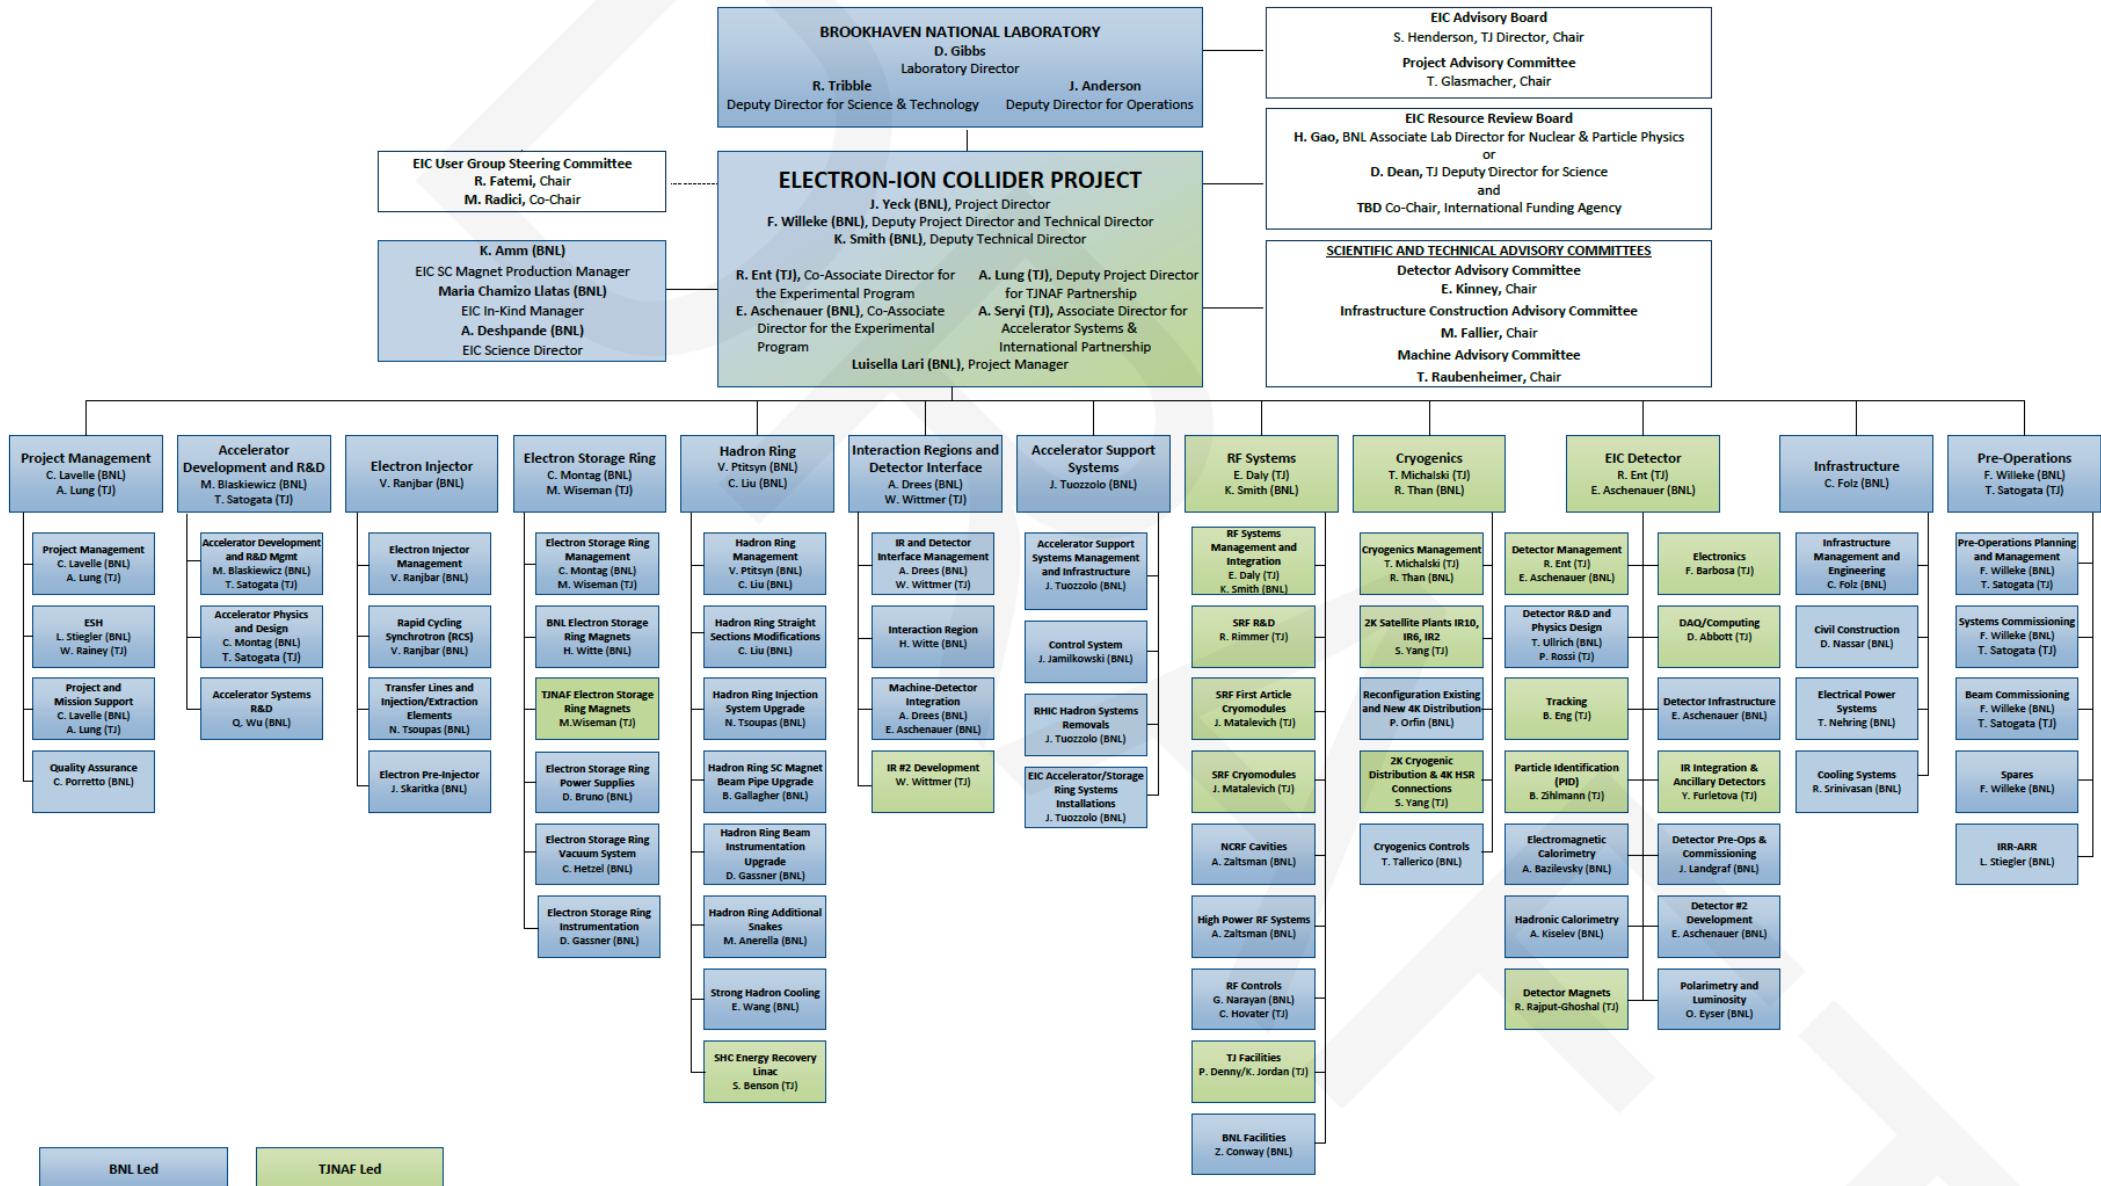 BROOKHAVEN NATIONAL LABORATORY
D. Gibbs
Laboratory Director
R. Tribble
Deputy Director for Science & Technology
J. Anderson
Deputy Director for Operations
EIC Advisory Board
S. Henderson, TJ Director, Chair
Project Advisory Committee
T. Glasmacher, Chair
EIC Resource Review Board
H. Gao, BNL Associate Lab Director for Nuclear & Particle Physics
or
D. Dean, TJ Deputy Director for Science
and
TBD Co-Chair, International Funding Agency
EIC User Group Steering Committee
R. Fatemi, Chair
M. Radici, Co-Chair
ELECTRON-ION COLLIDER PROJECT
J. Yeck (BNL), Project Director
F. Willeke (BNL), Deputy Project Director and Technical Director
K. Smith (BNL), Deputy Technical Director
R. Ent (TJ), Co-Associate Director for
the Experimental Program
E. Aschenauer (BNL), Co-Associate
Director for the Experimental
Program
A. Lung (TJ), Deputy Project Director
for TJNAF Partnership
A. Seryi (TJ), Associate Director for
Accelerator Systems &
International Partnership
Luisella Lari (BNL), Project Manager
K. Amm (BNL)
EIC SC Magnet Production Manager
Maria Chamizo Llatas (BNL)
EIC In-Kind Manager
A. Deshpande (BNL)
EIC Science Director
SCIENTIFIC AND TECHNICAL ADVISORY COMMITTEES
Detector Advisory Committee
E. Kinney, Chair
Infrastructure Construction Advisory Committee
M. Fallier, Chair
Machine Advisory Committee
T. Raubenheimer, Chair
Project Management
C. Lavelle (BNL)
A. Lung (TJ)
Project Management
C. Lavelle (BNL)
A. Lung (TJ)
ESH
L. Stiegler (BNL)
W. Rainey (TJ)
Project and
Mission Support
C. Lavelle (BNL)
A. Lung (TJ)
Quality Assurance
C. Porretto (BNL)
Accelerator
Development and R&D
M. Blaskiewicz (BNL)
T. Satogata (TJ)
Accelerator Development
and R&D Mgmt
M. Blaskiewicz (BNL)
T. Satogata (TJ)
Accelerator Physics
and Design
C. Montag (BNL)
T. Satogata (TJ)
Accelerator Systems
R&D
Q. Wu (BNL)
Electron Injector
V. Ranjbar (BNL)
Electron Injector
Management
V. Ranjbar (BNL)
Rapid Cycling
Synchrotron (RCS)
V. Ranjbar (BNL)
Transfer Lines and
Injection/Extraction
Elements
N. Tsoupas (BNL)
Electron Pre-Injector
J. Skaritka (BNL)
Electron Storage Ring
C. Montag (BNL)
M. Wiseman (TJ)
Electron Storage Ring
Management
C. Montag (BNL)
M. Wiseman (TJ)
BNL Electron Storage
Ring Magnets
H. Witte (BNL)
TJNAF Electron Storage
Ring Magnets
M.Wiseman (TJ)
Electron Storage Ring
Power Supplies
D. Bruno (BNL)
Electron Storage Ring
Vacuum System
C. Hetzel (BNL)
Electron Storage Ring
Instrumentation
D. Gassner (BNL)
Hadron Ring
V. Ptitsyn (BNL)
C. Liu (BNL)
Hadron Ring
Management
V. Ptitsyn (BNL)
C. Liu (BNL)
Hadron Ring Straight
Sections Modifications
C. Liu (BNL)
Hadron Ring Injection
System Upgrade
N. Tsoupas (BNL)
Hadron Ring SC Magnet
Beam Pipe Upgrade
B. Gallagher (BNL)
Hadron Ring Beam
Instrumentation
Upgrade
D. Gassner (BNL)
Hadron Ring Additional
Snakes
M. Anerella (BNL)
Strong Hadron Cooling
E. Wang (BNL)
SHC Energy Recovery
Linac
S. Benson (TJ)
Interaction Regions and
Detector Interface
A. Drees (BNL)
W. Wittmer (TJ)
IR and Detector
Interface Management
A. Drees (BNL)
W. Wittmer (TJ)
Interaction Region
H. Witte (BNL)
Machine-Detector
Integration
A. Drees (BNL)
E. Aschenauer (BNL)
IR #2 Development
W. Wittmer (TJ)
Accelerator Support
Systems
J. Tuozzolo (BNL)
Accelerator Support
Systems Management
and Infrastructure
J. Tuozzolo (BNL)
Control System
J. Jamilkowski (BNL)
RHIC Hadron Systems
Removals
J. Tuozzolo (BNL)
EIC Accelerator/Storage
Ring Systems
Installations
J. Tuozzolo (BNL)
RF Systems
E. Daly (TJ)
K. Smith (BNL)
RF Systems
Management and
Integration
E. Daly (TJ)
K. Smith (BNL)
SRF R&D
R. Rimmer (TJ)
SRF First Article
Cryomodules
J. Matalevich (TJ)
SRF Cryomodules
J. Matalevich (TJ)
NCRF Cavities
A. Zaltsman (BNL)
High Power RF Systems
A. Zaltsman (BNL)
RF Controls
G. Narayan (BNL)
C. Hovater (TJ)
TJ Facilities
P. Denny/K. Jordan (TJ)
BNL Facilities
Z. Conway (BNL)
Cryogenics
T. Michalski (TJ)
R. Than (BNL)
Cryogenics Management
T. Michalski (TJ)
R. Than (BNL)
2K Satellite Plants IR10,
IR6, IR2
S. Yang (TJ)
Reconfiguration Existing
and New 4K Distribution
P. Orfin (BNL)
2K Cryogenic
Distribution & 4K HSR
Connections
S. Yang (TJ)
Cryogenics Controls
T. Tallerico (BNL)
EIC Detector
R. Ent (TJ)
E. Aschenauer (BNL)
Detector Management
R. Ent (TJ)
E. Aschenauer (BNL)
Detector R&D and
Physics Design
T. Ullrich (BNL)
P. Rossi (TJ)
Tracking
B. Eng (TJ)
Particle Identification
(PID)
B. Zihlmann (TJ)
Electromagnetic
Calorimetry
A. Bazilevsky (BNL)
Hadronic Calorimetry
A. Kiselev (BNL)
Detector Magnets
R. Rajput-Ghoshal (TJ)
Electronics
F. Barbosa (TJ)
DAQ/Computing
D. Abbott (TJ)
Detector Infrastructure
E. Aschenauer (BNL)
IR Integration &
Ancillary Detectors
Y. Furletova (TJ)
Detector Pre-Ops &
Commissioning
J. Landgraf (BNL)
Detector #2
Development
E. Aschenauer (BNL)
Polarimetry and
Luminosity
O. Eyser (BNL)
Infrastructure
C. Folz (BNL)
Infrastructure
Management and
Engineering
C. Folz (BNL)
Civil Construction
D. Nassar (BNL)
Electrical Power
Systems
T. Nehring (BNL)
Cooling Systems
R. Srinivasan (BNL)
Pre-Operations
F. Willeke (BNL)
T. Satogata (TJ)
Pre-Operations Planning
and Management
F. Willeke (BNL)
T. Satogata (TJ)
Systems Commissioning
F. Willeke (BNL)
T. Satogata (TJ)
Beam Commissioning
F. Willeke (BNL)
T. Satogata (TJ)
Spares
F. Willeke (BNL)
IRR-ARR
L. Stiegler (BNL)
BNL Led
TJNAF Led
DRAFT